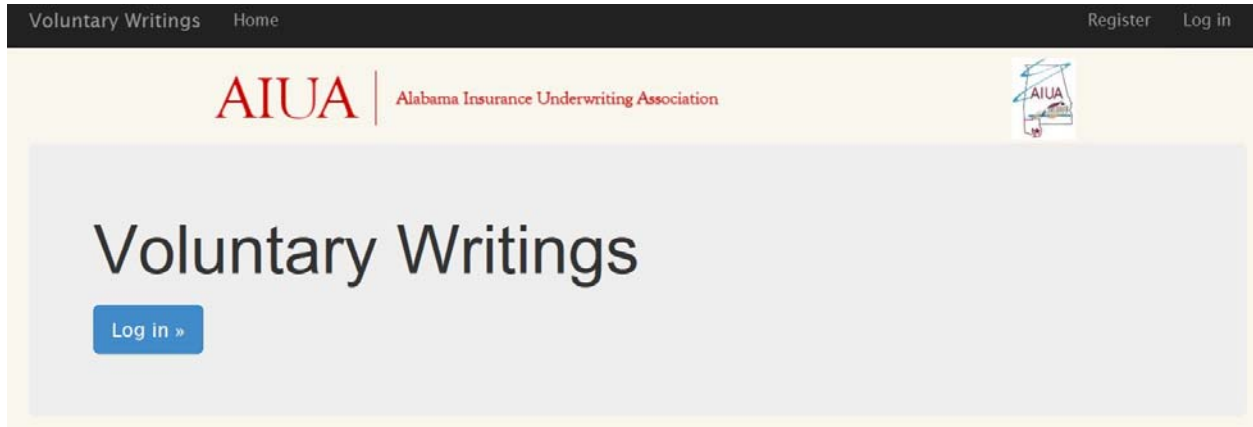 Voluntary Writings Home Register Log in
AIUA Alabama Insurance Underwriting Association
AIUA
Voluntary Writings
Log in »